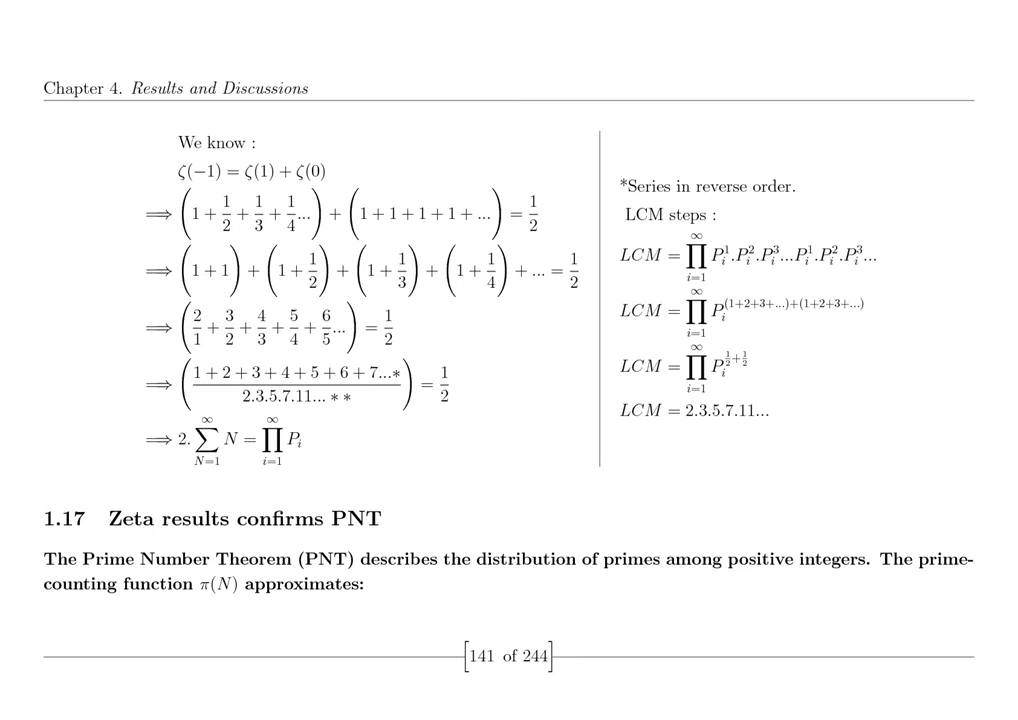 Chapter 4. Results and Discussions
We know :
ζ(−1) = ζ(1) + ζ(0)
⟹ (1 + 1/2 + 1/3 + 1/4...) + (1 + 1 + 1 + 1 + ...) = 1/2
⟹ (1 + 1) + (1 + 1/2) + (1 + 1/3) + (1 + 1/4) + ... = 1/2
⟹ (2/1 + 3/2 + 4/3 + 5/4 + 6/5...) = 1/2
⟹ (1 + 2 + 3 + 4 + 5 + 6 + 7...∗ / 2.3.5.7.11... ∗ ∗) = 1/2
⟹ 2. ∑_{N=1}^{∞} N = ∏_{i=1}^{∞} P_i
*Series in reverse order.
LCM steps :
LCM = ∏_{i=1}^{∞} P_i^1.P_i^2.P_i^3...P_i^1.P_i^2.P_i^3...
LCM = ∏_{i=1}^{∞} P_i^{(1+2+3+...)+(1+2+3+...)}
LCM = ∏_{i=1}^{∞} P_i^{1/2+1/2}
LCM = 2.3.5.7.11...
1.17 Zeta results confirms PNT
The Prime Number Theorem (PNT) describes the distribution of primes among positive integers. The prime-
counting function π(N) approximates:
[141 of 244]